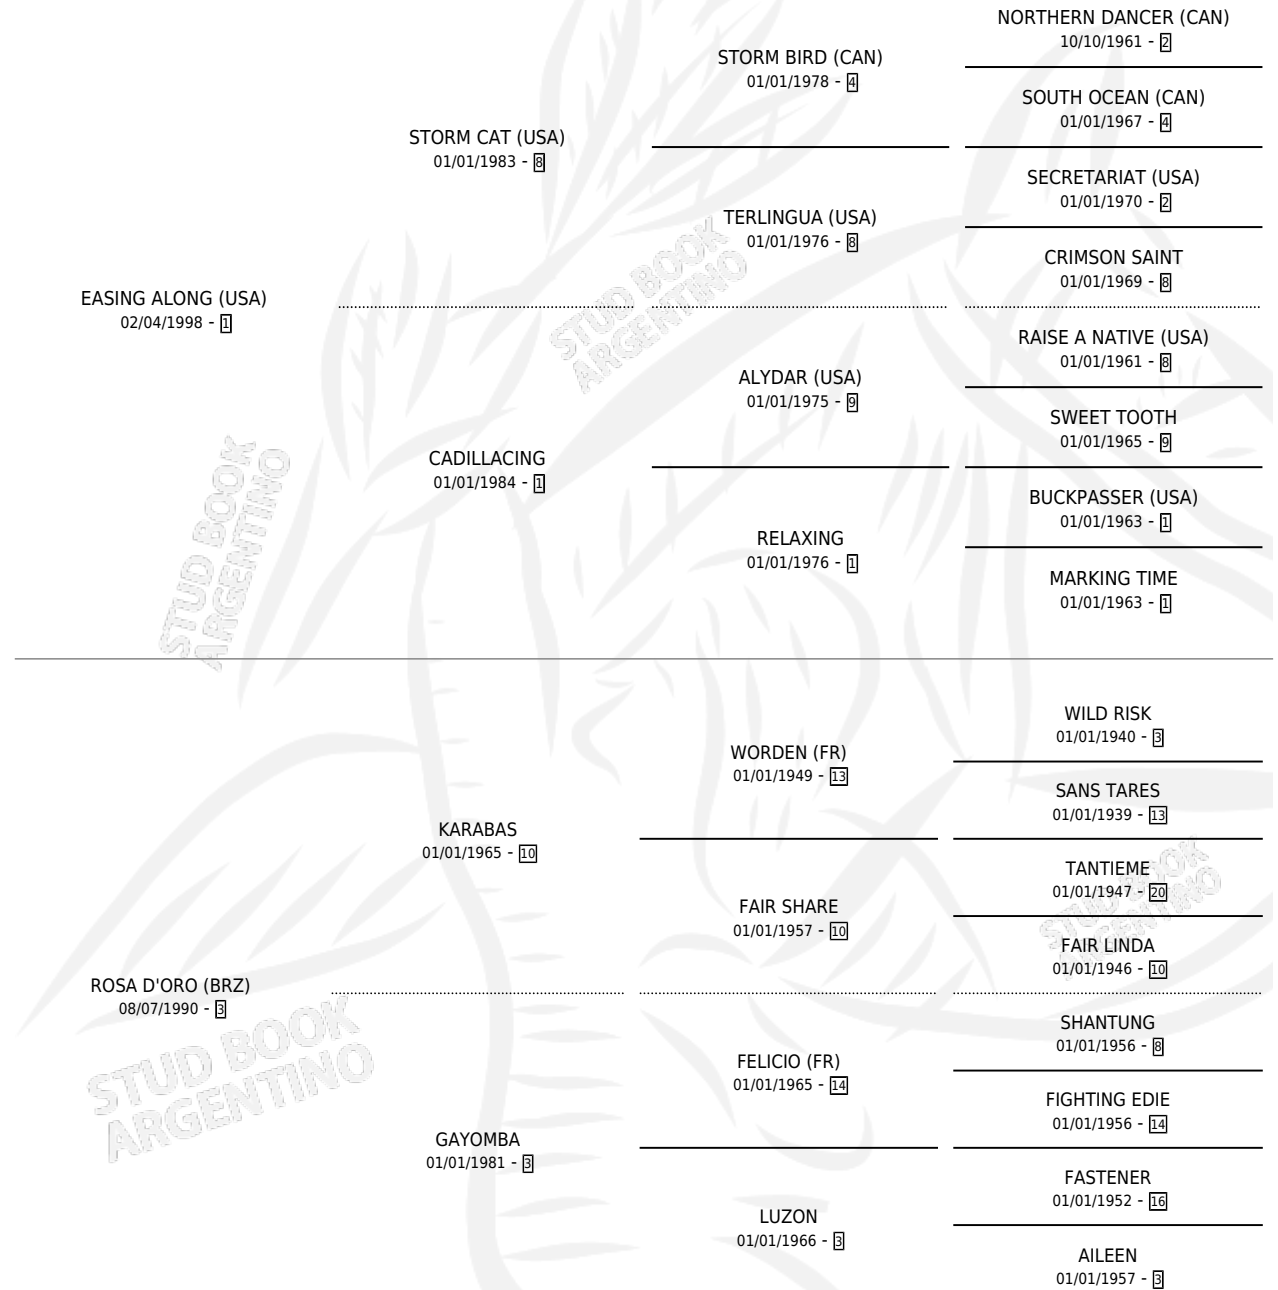 NORTHERN DANCER (CAN)
10/10/1961 - 2
STORM BIRD (CAN)
01/01/1978 - 4
SOUTH OCEAN (CAN)
01/01/1967 - 4
STORM CAT (USA)
01/01/1983 - 8
SECRETARIAT (USA)
01/01/1970 - 2
TERLINGUA (USA)
01/01/1976 - 8
CRIMSON SAINT
01/01/1969 - 8
EASING ALONG (USA)
02/04/1998 - 1
RAISE A NATIVE (USA)
01/01/1961 - 8
ALYDAR (USA)
01/01/1975 - 9
SWEET TOOTH
01/01/1965 - 9
CADILLACING
01/01/1984 - 1
BUCKPASSER (USA)
01/01/1963 - 1
RELAXING
01/01/1976 - 1
MARKING TIME
01/01/1963 - 1
WILD RISK
01/01/1940 - 3
WORDEN (FR)
01/01/1949 - 13
SANS TARES
01/01/1939 - 13
KARABAS
01/01/1965 - 10
TANTIEME
01/01/1947 - 20
FAIR SHARE
01/01/1957 - 10
FAIR LINDA
01/01/1946 - 10
ROSA D'ORO (BRZ)
08/07/1990 - 3
SHANTUNG
01/01/1956 - 8
FELICIO (FR)
01/01/1965 - 14
FIGHTING EDIE
01/01/1956 - 14
GAYOMBA
01/01/1981 - 3
FASTENER
01/01/1952 - 16
LUZON
01/01/1966 - 3
AILEEN
01/01/1957 - 3
STUD BOOK
ARGENTINO
STUD BOOK
ARGENTINO
STUD BOOK
ARGENTINO
STUD BOOK
ARGENTINO